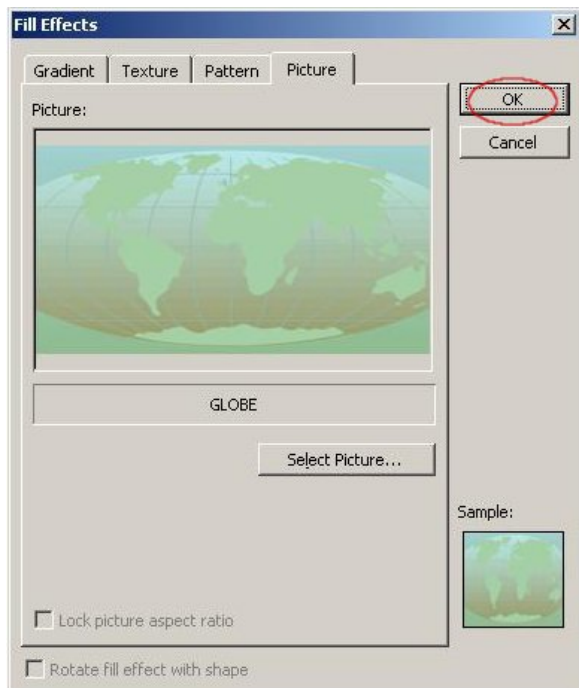 Fill Effects
Gradient Texture Pattern Picture
Picture:
OK
Cancel
GLOBE
Select Picture...
Sample:
Lock picture aspect ratio
Rotate fill effect with shape